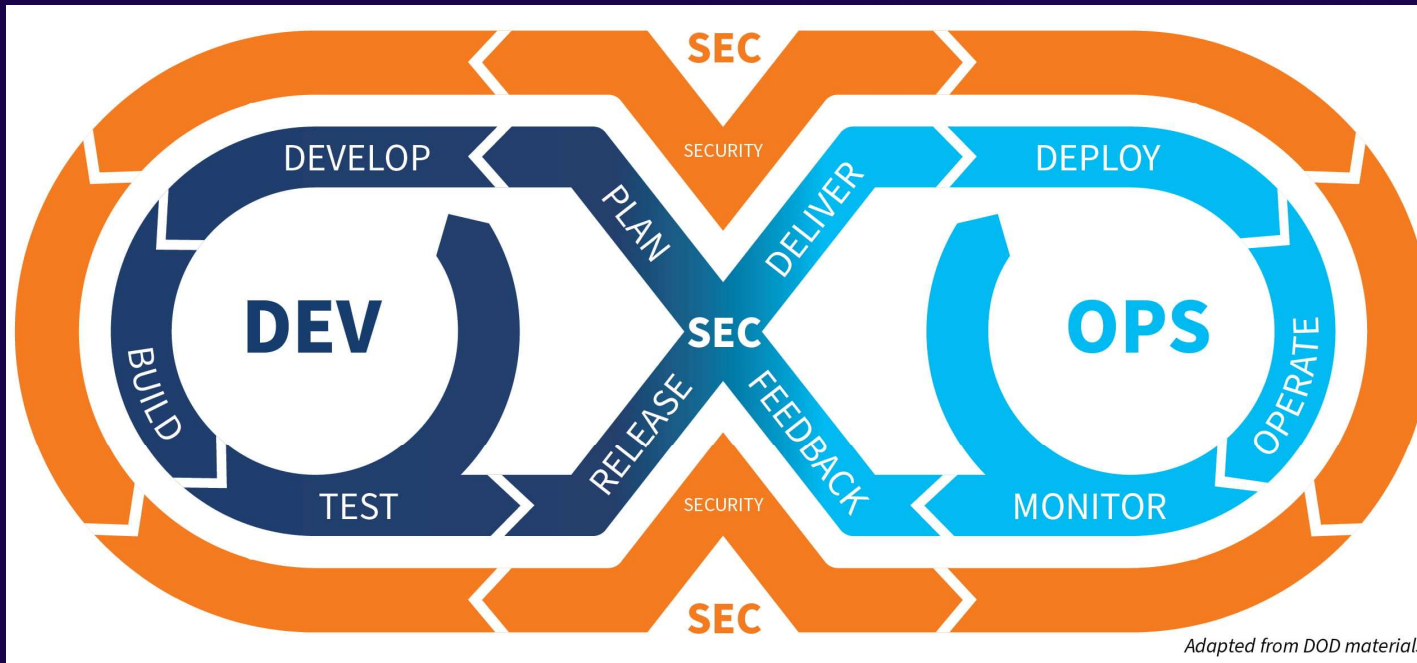 SEC
SECURITY
DEVELOP
PLAN
DELIVER
DEPLOY
DEV
SEC
OPS
BUILD
OPERATE
RELEASE
FEEDBACK
TEST
SECURITY
MONITOR
SEC
Adapted from DOD materials